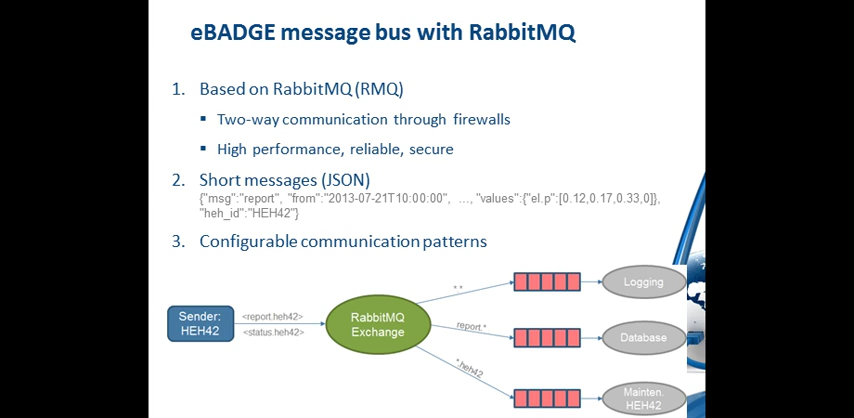 eBADGE message bus with RabbitMQ
1. Based on RabbitMQ (RMQ)
▪ Two-way communication through firewalls
▪ High performance, reliable, secure
2. Short messages (JSON)
{"msg":"report", "from":"2013-07-21T10:00:00", ..., "values":{"el.p":[0.12,0.17,0.33,0]},
"heh_id":"HEH42"}
3. Configurable communication patterns
*.*
Logging
Sender:
HEH42
<report.heh42>
<status.heh42>
RabbitMQ
Exchange
report.*
Database
*.heh42
Mainten.
HEH42